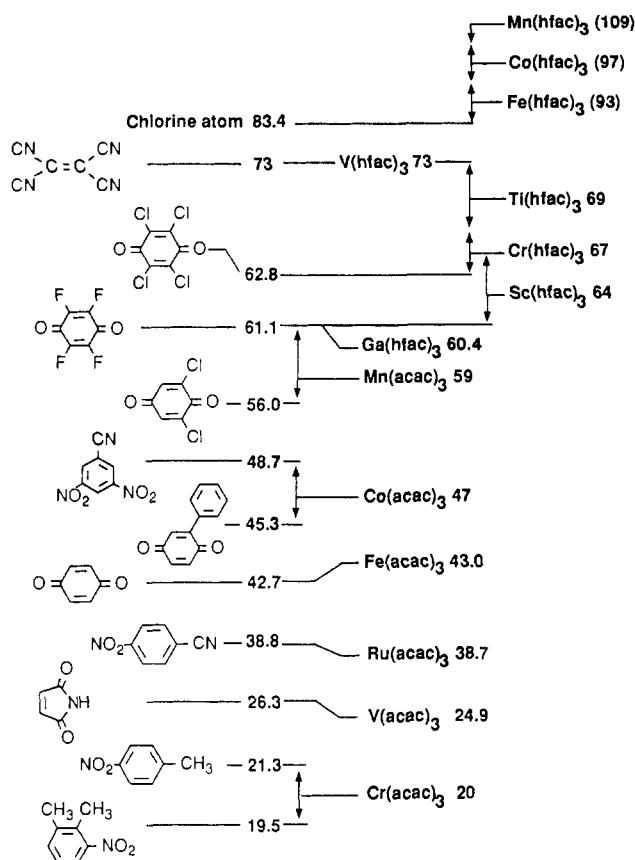 Mn(hfac)3 (109)
Co(hfac)3 (97)
Fe(hfac)3 (93)
Chlorine atom 83.4
CN CN
C=C
CN CN
73 V(hfac)3 73
Ti(hfac)3 69
Cl Cl
O O
Cl Cl
62.8
Cr(hfac)3 67
Sc(hfac)3 64
F F
O O
F F
61.1
Ga(hfac)3 60.4
Mn(acac)3 59
Cl
O O
Cl
56.0
CN
NO2 NO2
48.7
Co(acac)3 47
O O
45.3
Fe(acac)3 43.0
O O
42.7
NO2 CN 38.8
Ru(acac)3 38.7
O
NH
O
26.3
V(acac)3 24.9
NO2 CH3 21.3
Cr(acac)3 20
CH3 CH3
NO2
19.5